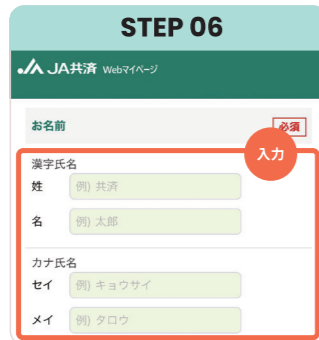 STEP 06
JA共済 Webマイページ
お名前 必須
入力
漢字氏名
姓 例) 共済
名 例) 太郎
カナ氏名
セイ 例) キョウサイ
メイ 例) タロウ